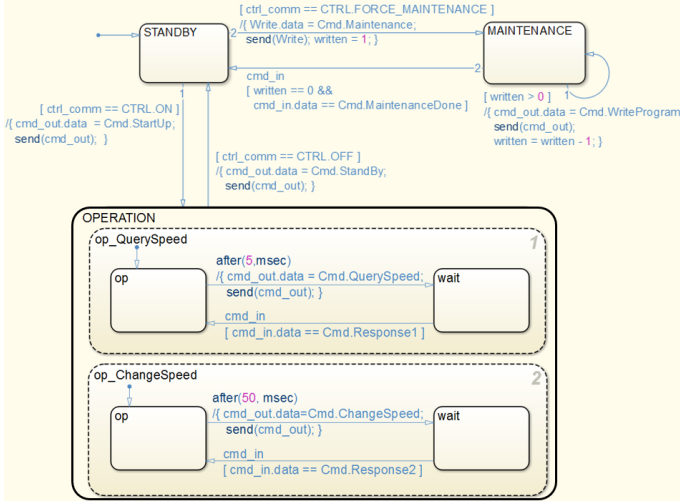 [ ctrl_comm == CTRL.FORCE_MAINTENANCE ]
/{ Write.data = Cmd.Maintenance;
send(Write); written = 1; }
STANDBY
2
MAINTENANCE
cmd_in
[ written == 0 &&
cmd_in.data == Cmd.MaintenanceDone ]
2
1
1
[ written > 0 ]
/{ cmd_out.data = Cmd.WriteProgram
send(cmd_out);
written = written - 1; }
[ ctrl_comm == CTRL.ON ]
/{ cmd_out.data = Cmd.StartUp;
send(cmd_out); }
[ ctrl_comm == CTRL.OFF ]
/{ cmd_out.data = Cmd.StandBy;
send(cmd_out); }
OPERATION
op_QuerySpeed
1
op
after(5,msec)
/{ cmd_out.data = Cmd.QuerySpeed;
send(cmd_out); }
wait
cmd_in
[ cmd_in.data == Cmd.Response1 ]
op_ChangeSpeed
2
op
after(50, msec)
/{ cmd_out.data=Cmd.ChangeSpeed;
send(cmd_out); }
wait
cmd_in
[ cmd_in.data == Cmd.Response2 ]